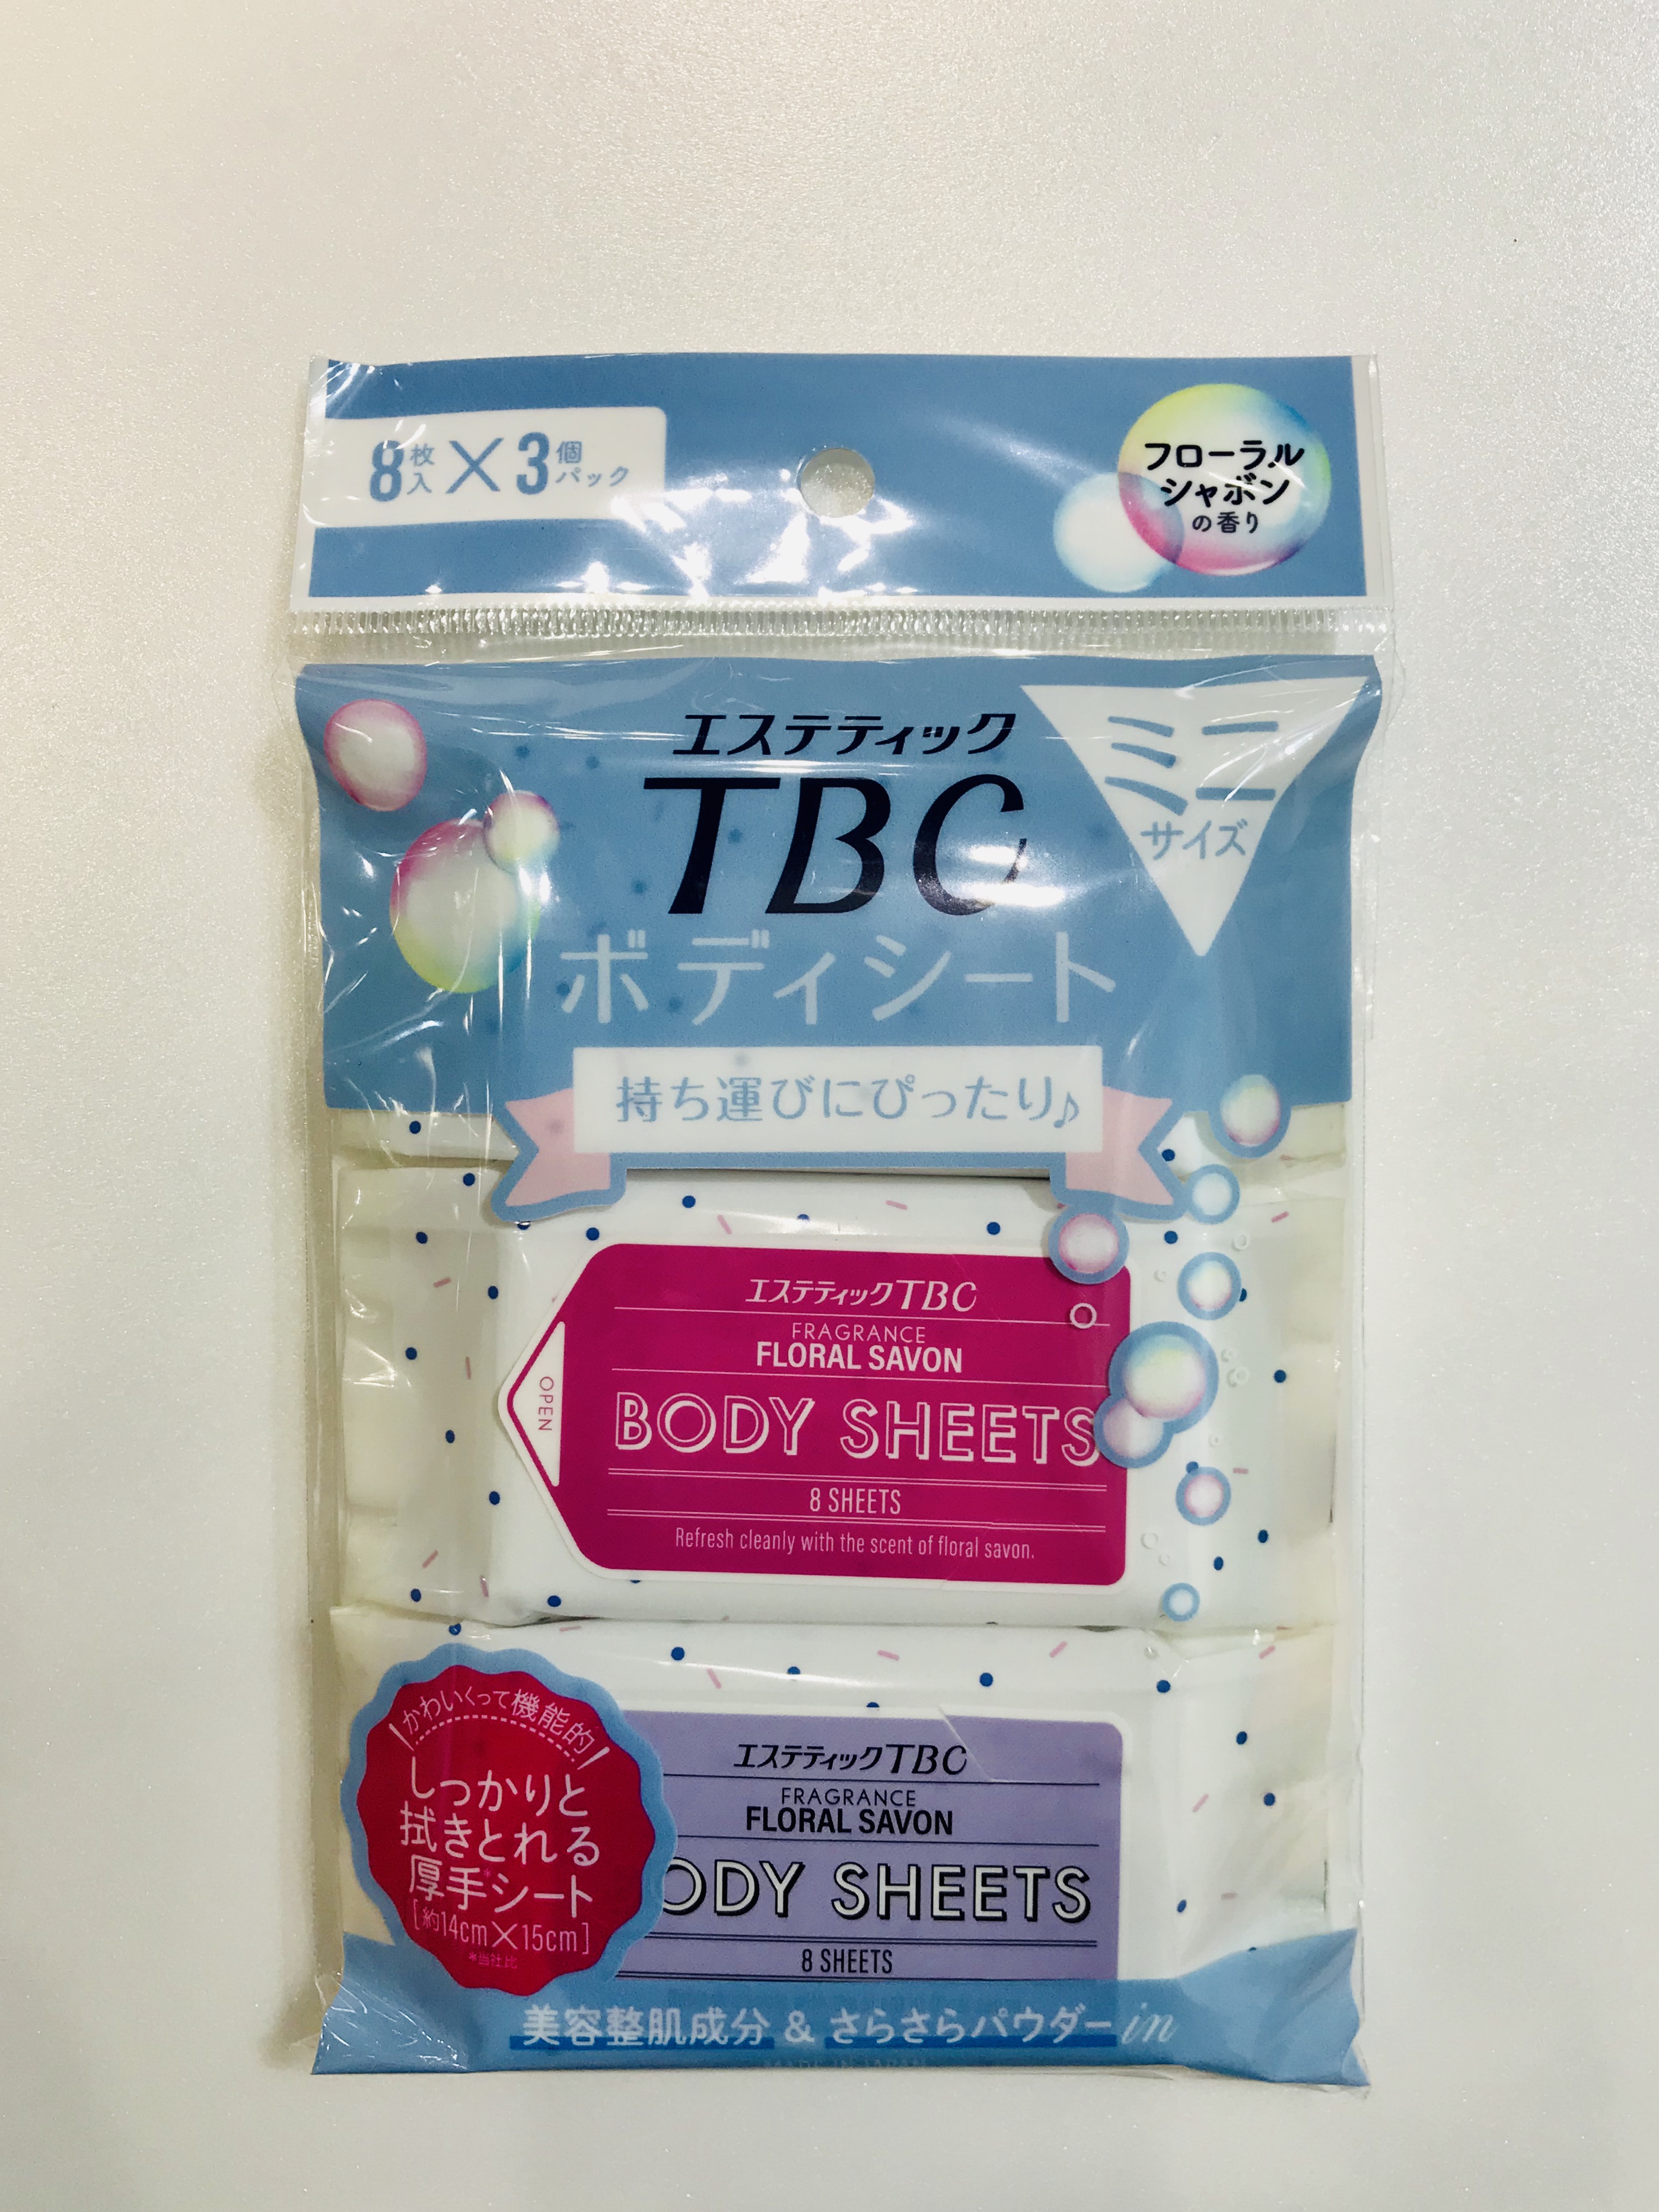 8枚入×3個パック
フローラル
シャボン
の香り
エステティック
TBC
ミニ
サイズ
ボディシート
持ち運びにぴったり♪
エステティックTBC
FRAGRANCE
FLORAL SAVON
OPEN
BODY SHEETS
8 SHEETS
Refresh cleanly with the scent of floral savon.
かわいくって機能的
しっかりと
拭きとれる
厚手*シート
[約14cm×15cm]
*当社比
エステティックTBC
FRAGRANCE
FLORAL SAVON
ODY SHEETS
8 SHEETS
美容整肌成分 & さらさらパウダー in
MADE IN JAPAN